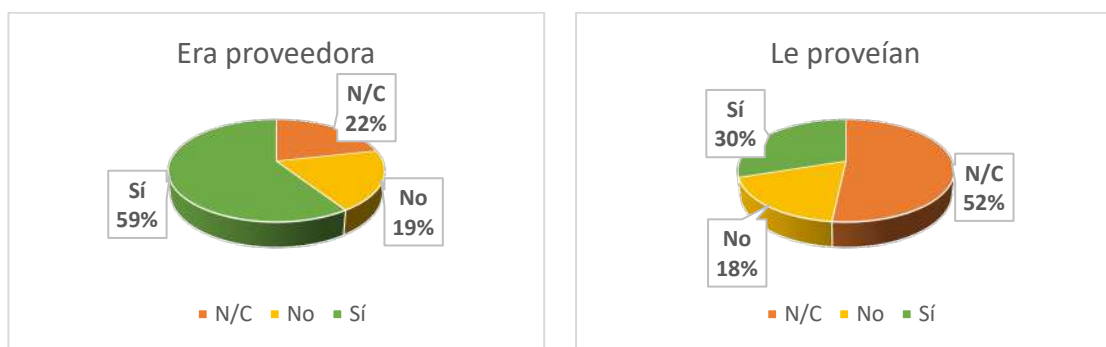 Era proveedora
N/C
22%
Sí
59%
No
19%
N/C No Sí
Le proveían
Sí
30%
N/C
52%
No
18%
N/C No Sí